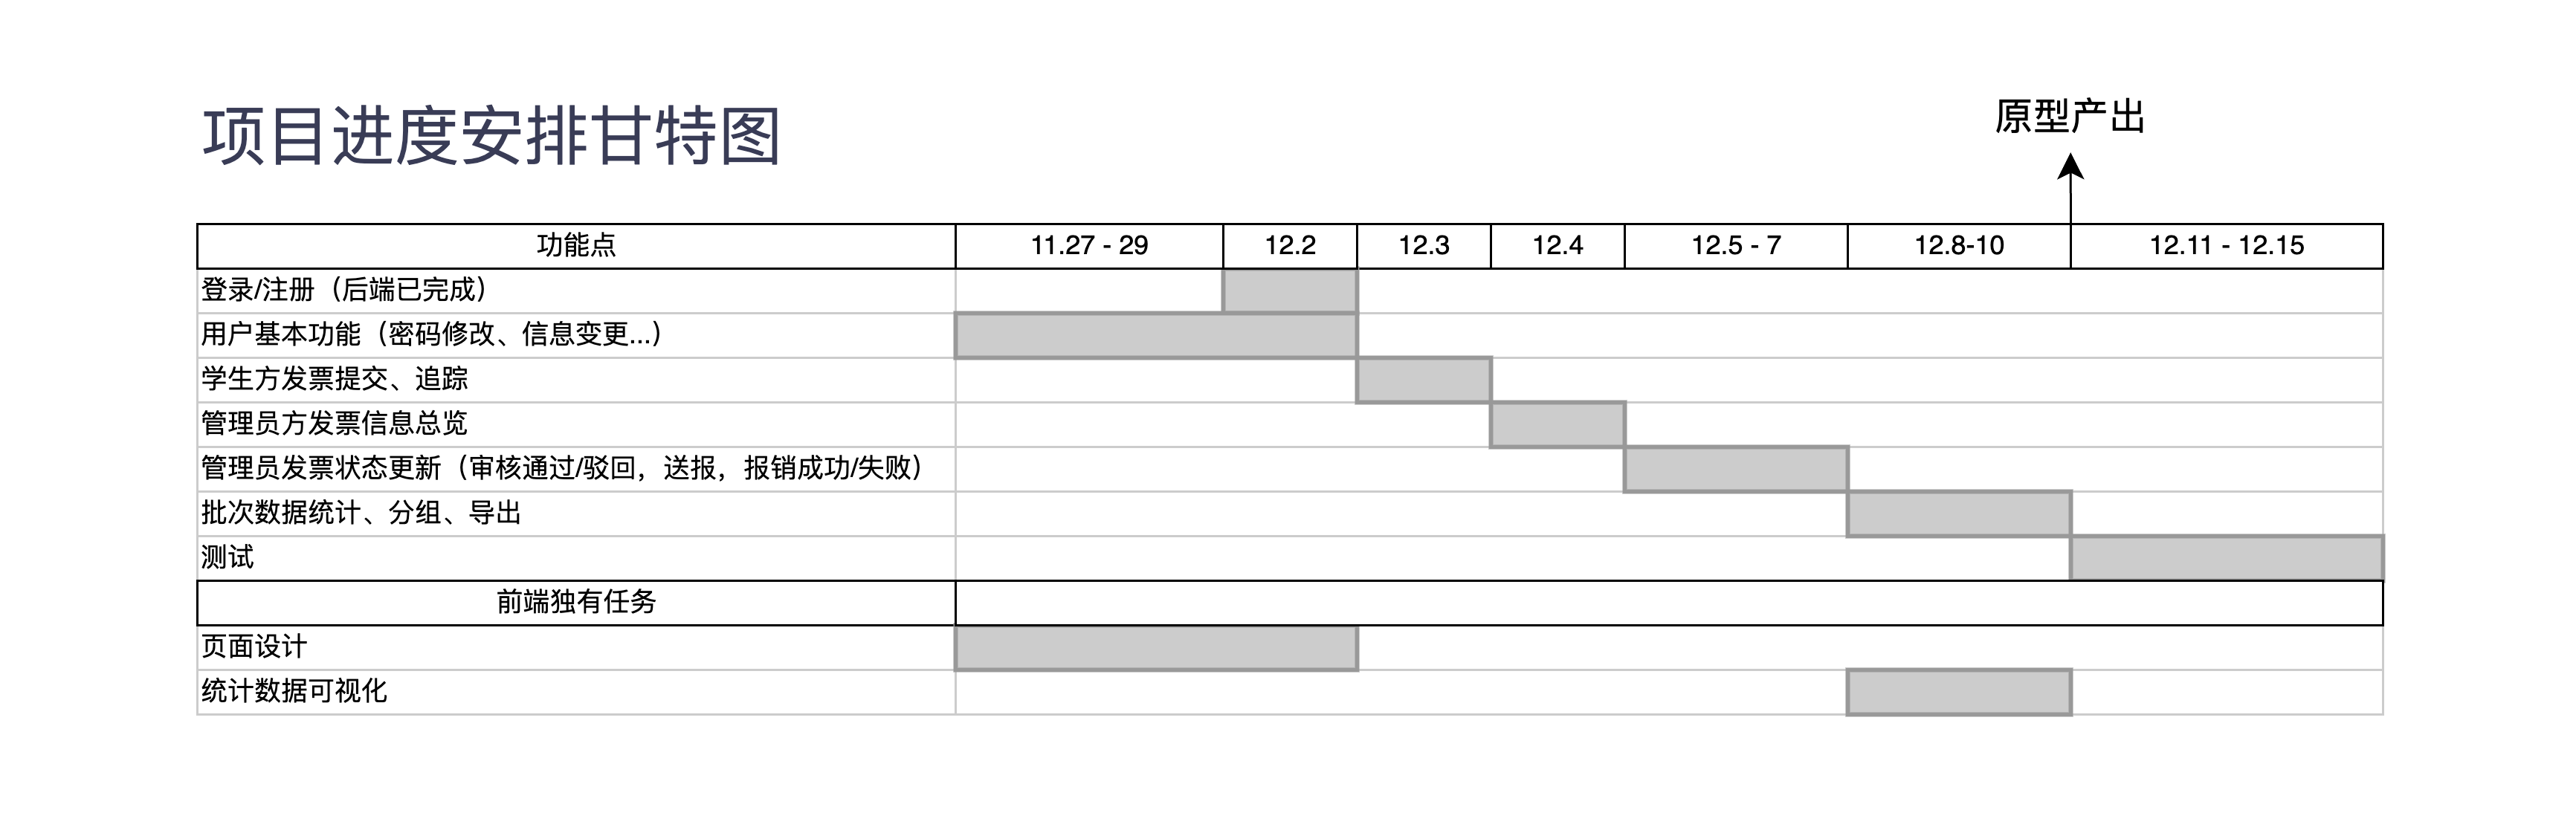 项目进度安排甘特图
原型产出
功能点 11.27 - 29 12.2 12.3 12.4 12.5 - 7 12.8-10 12.11 - 12.15
登录/注册（后端已完成）
用户基本功能（密码修改、信息变更...）
学生方发票提交、追踪
管理员方发票信息总览
管理员发票状态更新（审核通过/驳回，送报，报销成功/失败）
批次数据统计、分组、导出
测试
前端独有任务
页面设计
统计数据可视化